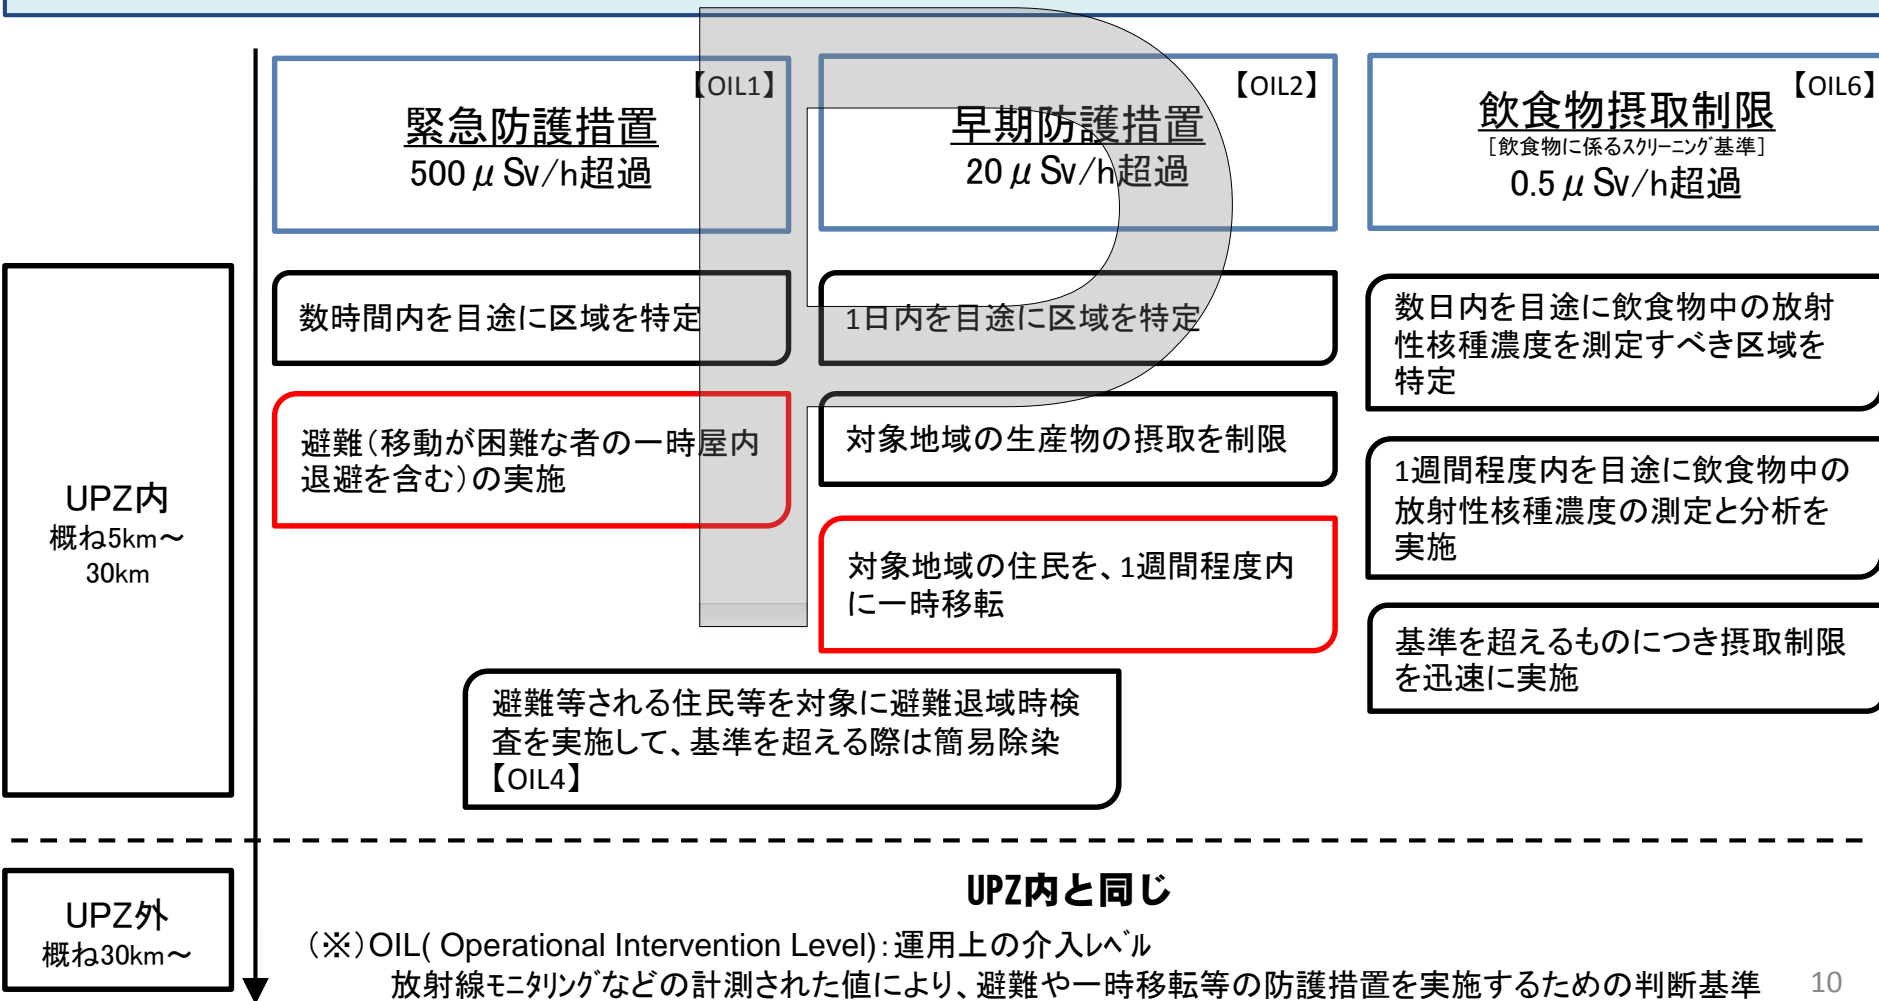 【OIL1】
緊急防護措置
500μSv/h超過
【OIL2】
早期防護措置
20μSv/h超過
【OIL6】
飲食物摂取制限
[飲食物に係るスクリーニング基準]
0.5μSv/h超過
UPZ内
概ね5km～
30km
数時間内を目途に区域を特定
避難(移動が困難な者の一時屋内
退避を含む)の実施
1日内を目途に区域を特定
対象地域の生産物の摂取を制限
対象地域の住民を、1週間程度内
に一時移転
数日内を目途に飲食物中の放射
性核種濃度を測定すべき区域を
特定
1週間程度内を目途に飲食物中の
放射性核種濃度の測定と分析を
実施
基準を超えるものにつき摂取制限
を迅速に実施
避難等される住民等を対象に避難退域時検
査を実施して、基準を超える際は簡易除染
【OIL4】
UPZ外
概ね30km～
UPZ内と同じ
(※)OIL( Operational Intervention Level):運用上の介入レベル
放射線モニタリングなどの計測された値により、避難や一時移転等の防護措置を実施するための判断基準
10